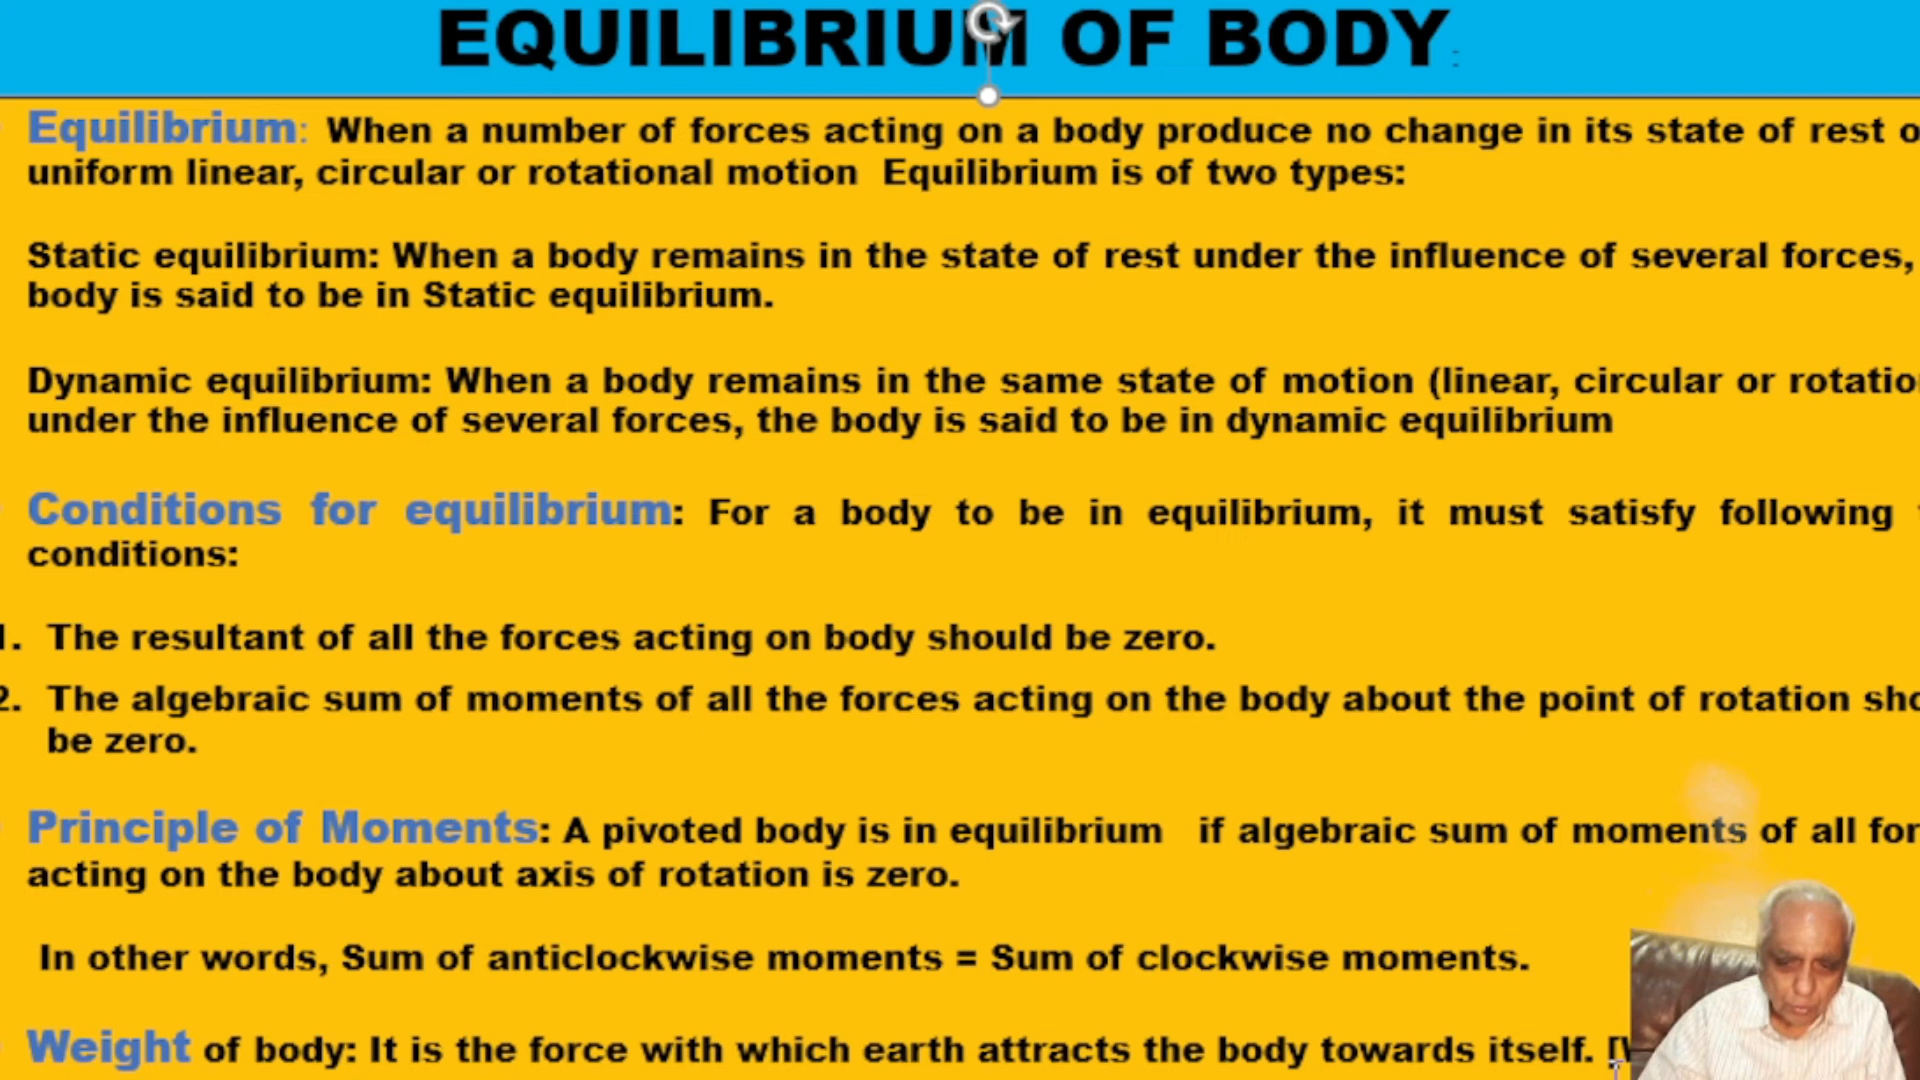 EQUILIBRIUM OF BODY:
Equilibrium: When a number of forces acting on a body produce no change in its state of rest
uniform linear, circular or rotational motion Equilibrium is of two types:
Static equilibrium: When a body remains in the state of rest under the influence of several forces,
body is said to be in Static equilibrium.
Dynamic equilibrium: When a body remains in the same state of motion (linear, circular or
under the influence of several forces, the body is said to be in dynamic equilibrium
Conditions for equilibrium: For a body to be in equilibrium, it must satisfy following
conditions:
1. The resultant of all the forces acting on body should be zero.
2. The algebraic sum of moments of all the forces acting on the body about the point of rotation
be zero.
Principle of Moments: A pivoted body is in equilibrium if algebraic sum of moments of all
acting on the body about axis of rotation is zero.
In other words, Sum of anticlockwise moments = Sum of clockwise moments.
Weight of body: It is the force with which earth attracts the body towards itself.